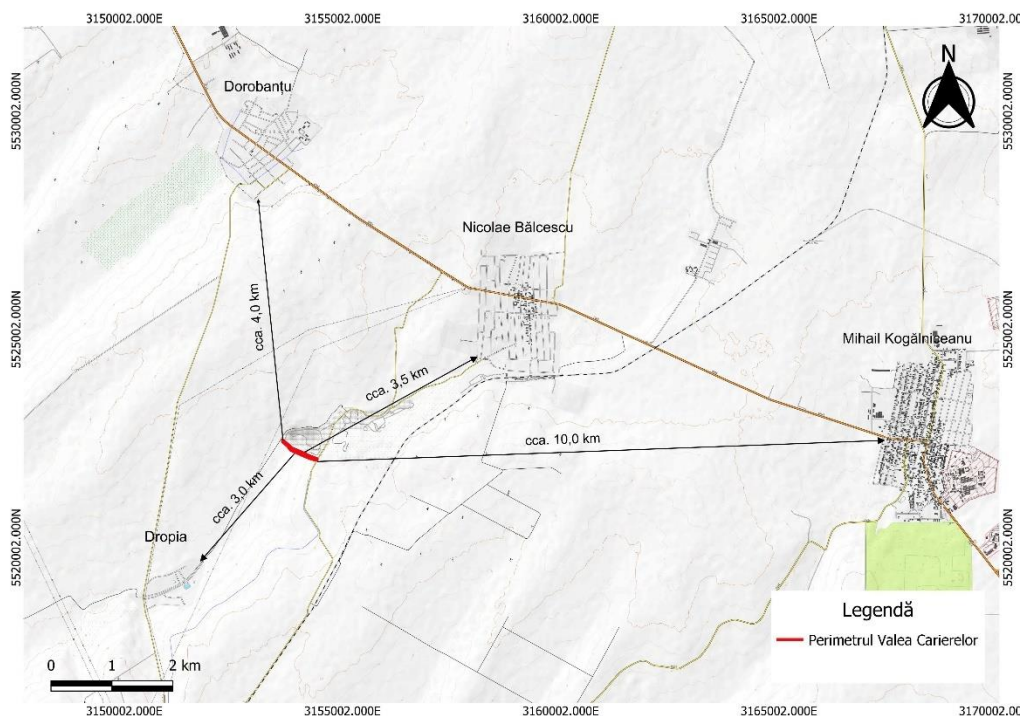 3150002.000E 3155002.000E 3160002.000E 3165002.000E 3170002.000E
5530002.000N
5530002.000N
N
Dorobanțu
Nicolae Bălcescu
5525002.000N
5525002.000N
cca. 4,0 km
Mihail Kogălniceanu
cca. 3,5 km
cca. 10,0 km
cca. 3,0 km
Dropia
5520002.000N
5520002.000N
Legendă
Perimetrul Valea Carierelor
0 1 2 km
3150002.000E 3155002.000E 3160002.000E 3165002.000E 3170002.000E